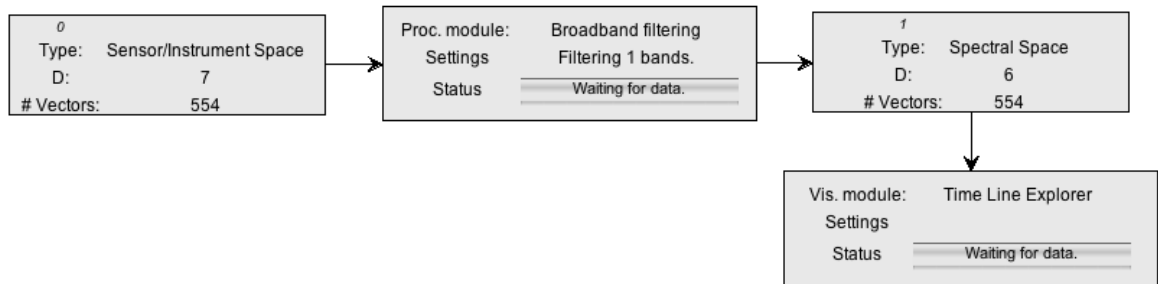 0
Type: Sensor/Instrument Space
D: 7
# Vectors: 554
Proc. module: Broadband filtering
Settings Filtering 1 bands.
Status Waiting for data.
1
Type: Spectral Space
D: 6
# Vectors: 554
Vis. module: Time Line Explorer
Settings
Status Waiting for data.